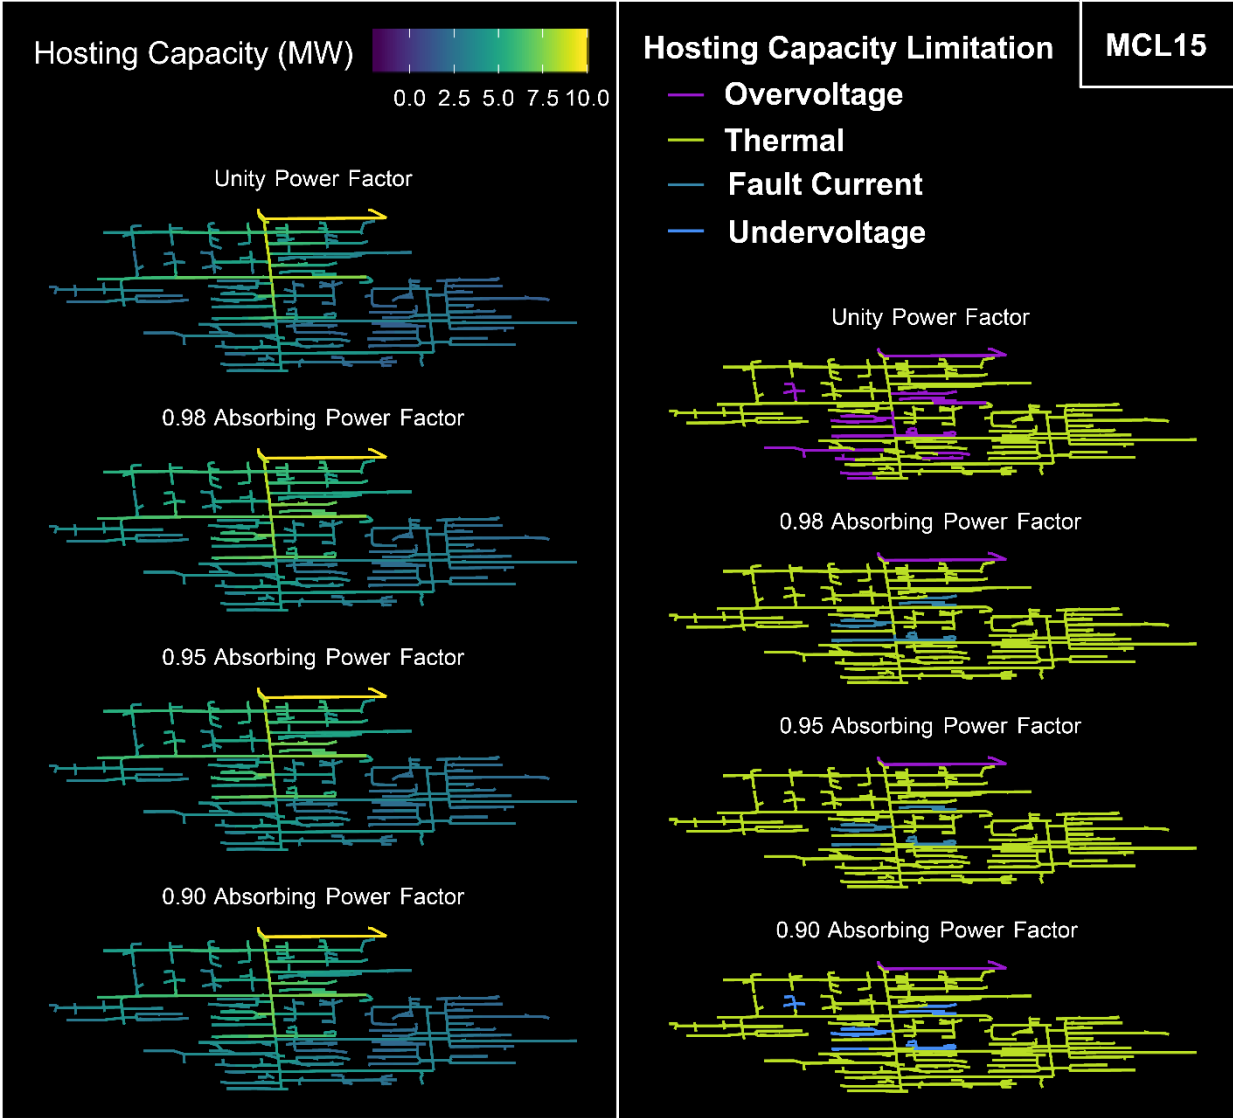 Hosting Capacity (MW)
0.0 2.5 5.0 7.5 10.0
Unity Power Factor
0.98 Absorbing Power Factor
0.95 Absorbing Power Factor
0.90 Absorbing Power Factor
Hosting Capacity Limitation
MCL15
Overvoltage
Thermal
Fault Current
Undervoltage
Unity Power Factor
0.98 Absorbing Power Factor
0.95 Absorbing Power Factor
0.90 Absorbing Power Factor